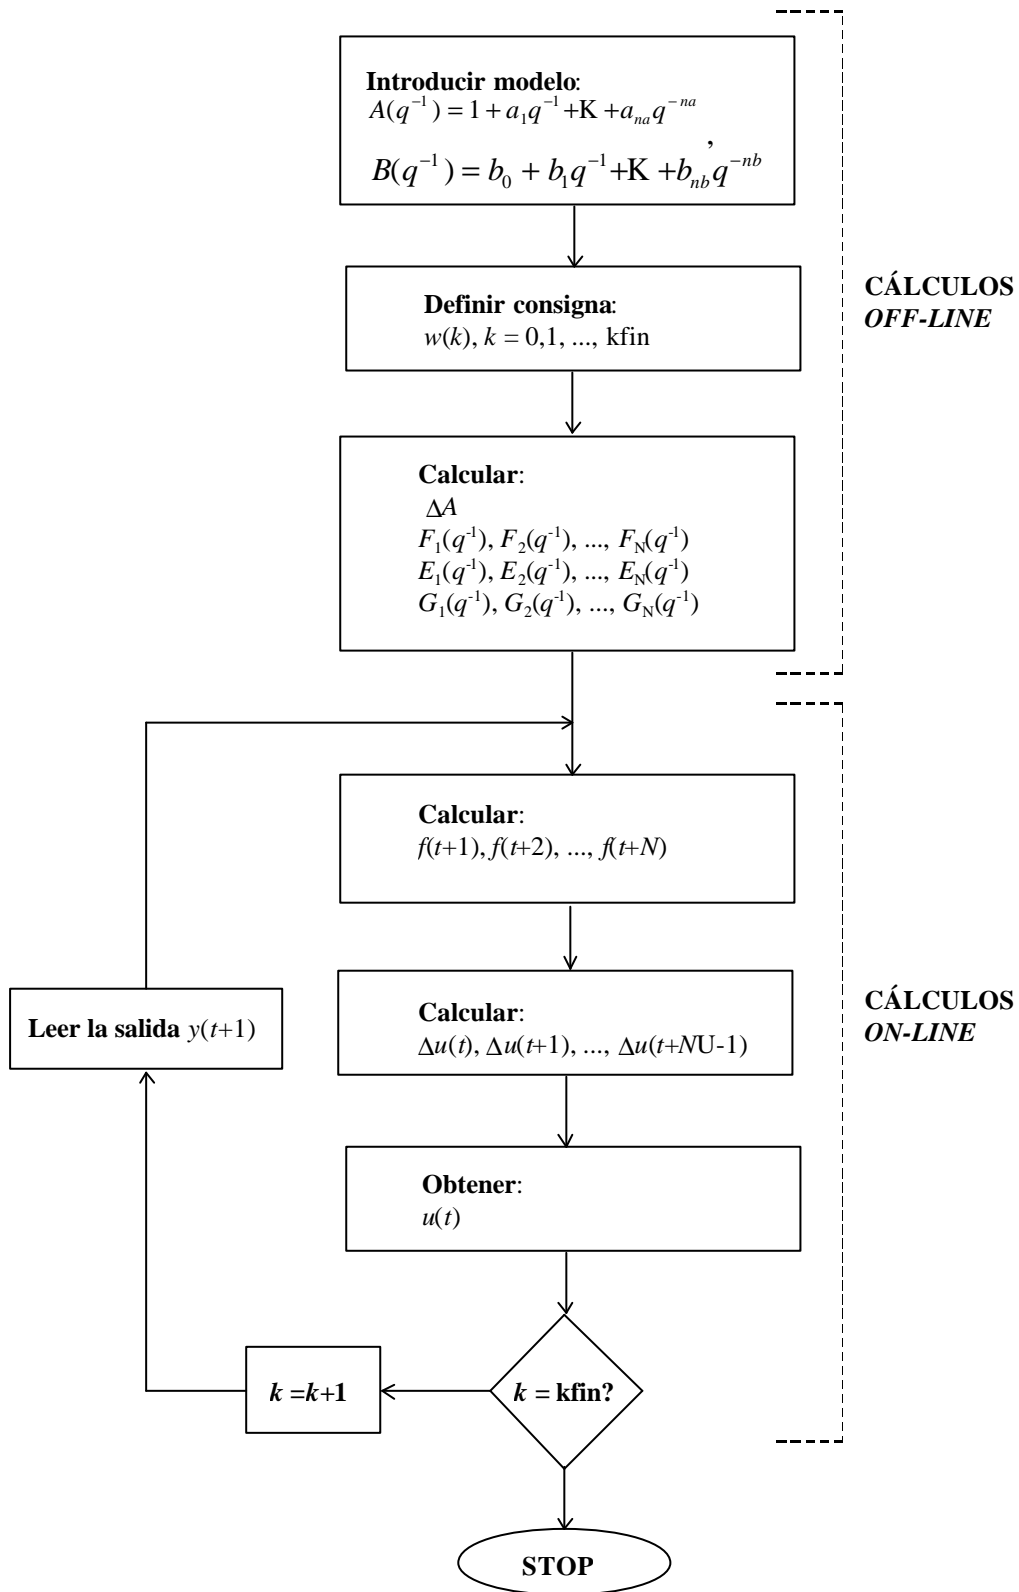 Introducir modelo:
A(q⁻¹) = 1 + a₁q⁻¹+K + aₙₐq⁻ⁿᵃ
,
B(q⁻¹) = b₀ + b₁q⁻¹+K +bₙb q⁻ⁿᵇ
Definir consigna:
w(k), k = 0,1, ..., kfin
CÁLCULOS
OFF-LINE
Calcular:
ΔA
F₁(q⁻¹), F₂(q⁻¹), ..., F_N(q⁻¹)
E₁(q⁻¹), E₂(q⁻¹), ..., E_N(q⁻¹)
G₁(q⁻¹), G₂(q⁻¹), ..., G_N(q⁻¹)
Calcular:
f(t+1), f(t+2), ..., f(t+N)
Leer la salida y(t+1)
Calcular:
Δu(t), Δu(t+1), ..., Δu(t+NU-1)
CÁLCULOS
ON-LINE
Obtener:
u(t)
k =k+1
k = kfin?
STOP